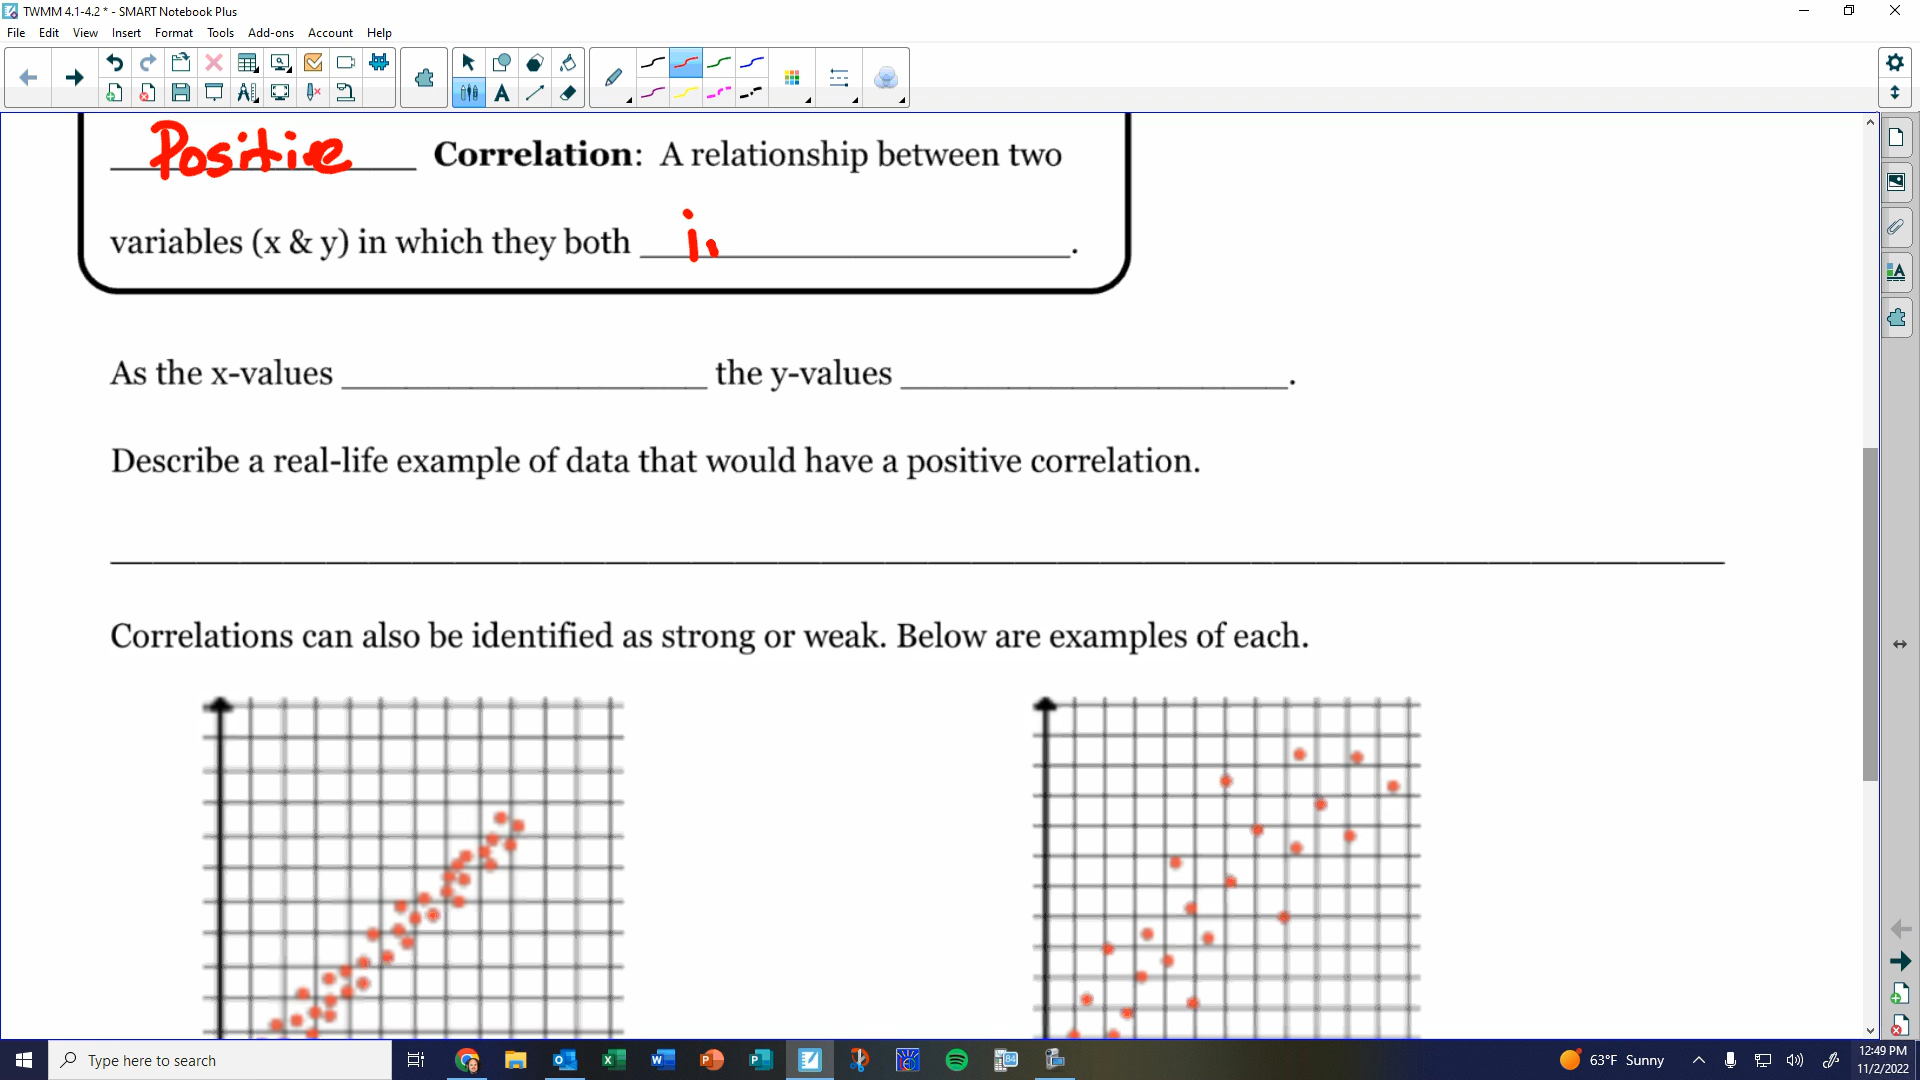 TWMM 4.1-4.2 * - SMART Notebook Plus
File Edit View Insert Format Tools Add-ons Account Help
Positie Correlation: A relationship between two
variables (x & y) in which they both ____________________.
As the x-values ____________________ the y-values ____________________.
Describe a real-life example of data that would have a positive correlation.
Correlations can also be identified as strong or weak. Below are examples of each.
Type here to search
63°F Sunny
12:49 PM
11/2/2022